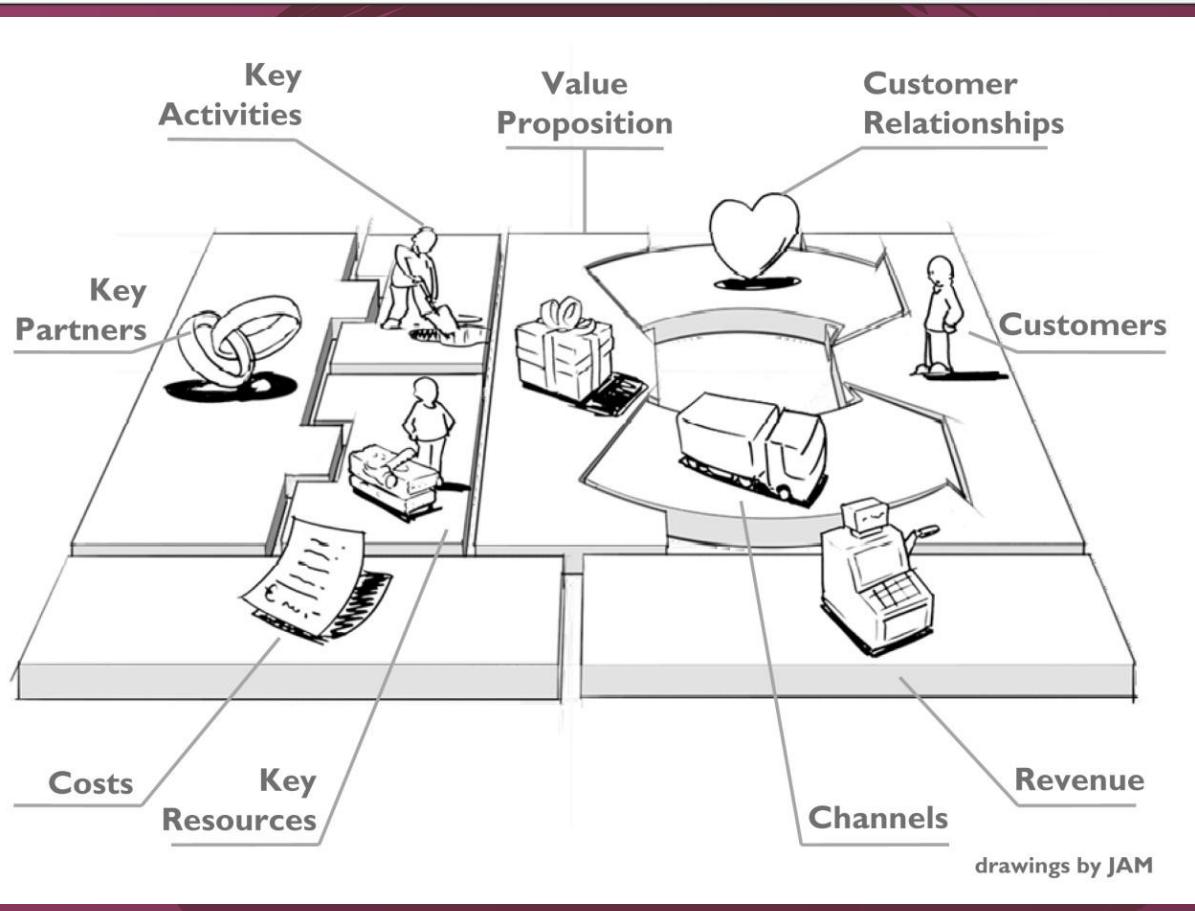 Key
Activities
Value
Proposition
Customer
Relationships
Key
Partners
Customers
Costs
Key
Resources
Channels
Revenue
drawings by JAM